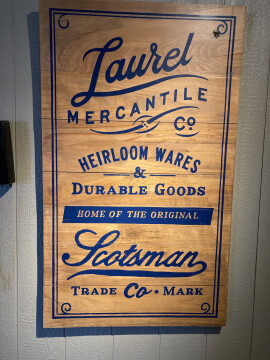 Laurel
MERCANTILE
Co
HEIRLOOM WARES
&
DURABLE GOODS
HOME OF THE ORIGINAL
Scotsman
TRADE Co • MARK